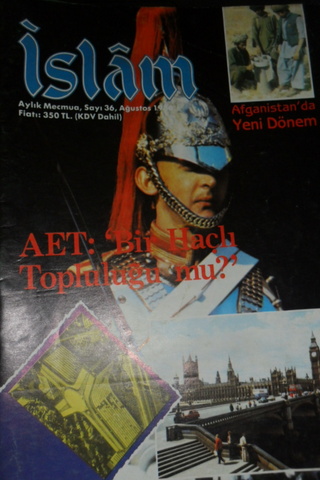 İslâm
Aylık Mecmua, Sayı 36, Ağustos
Fiatı: 350 TL. (KDV Dahil)
Afganistan'da
Yeni Dönem
AET: 'Bir Haçlı
Topluluğu mu?'